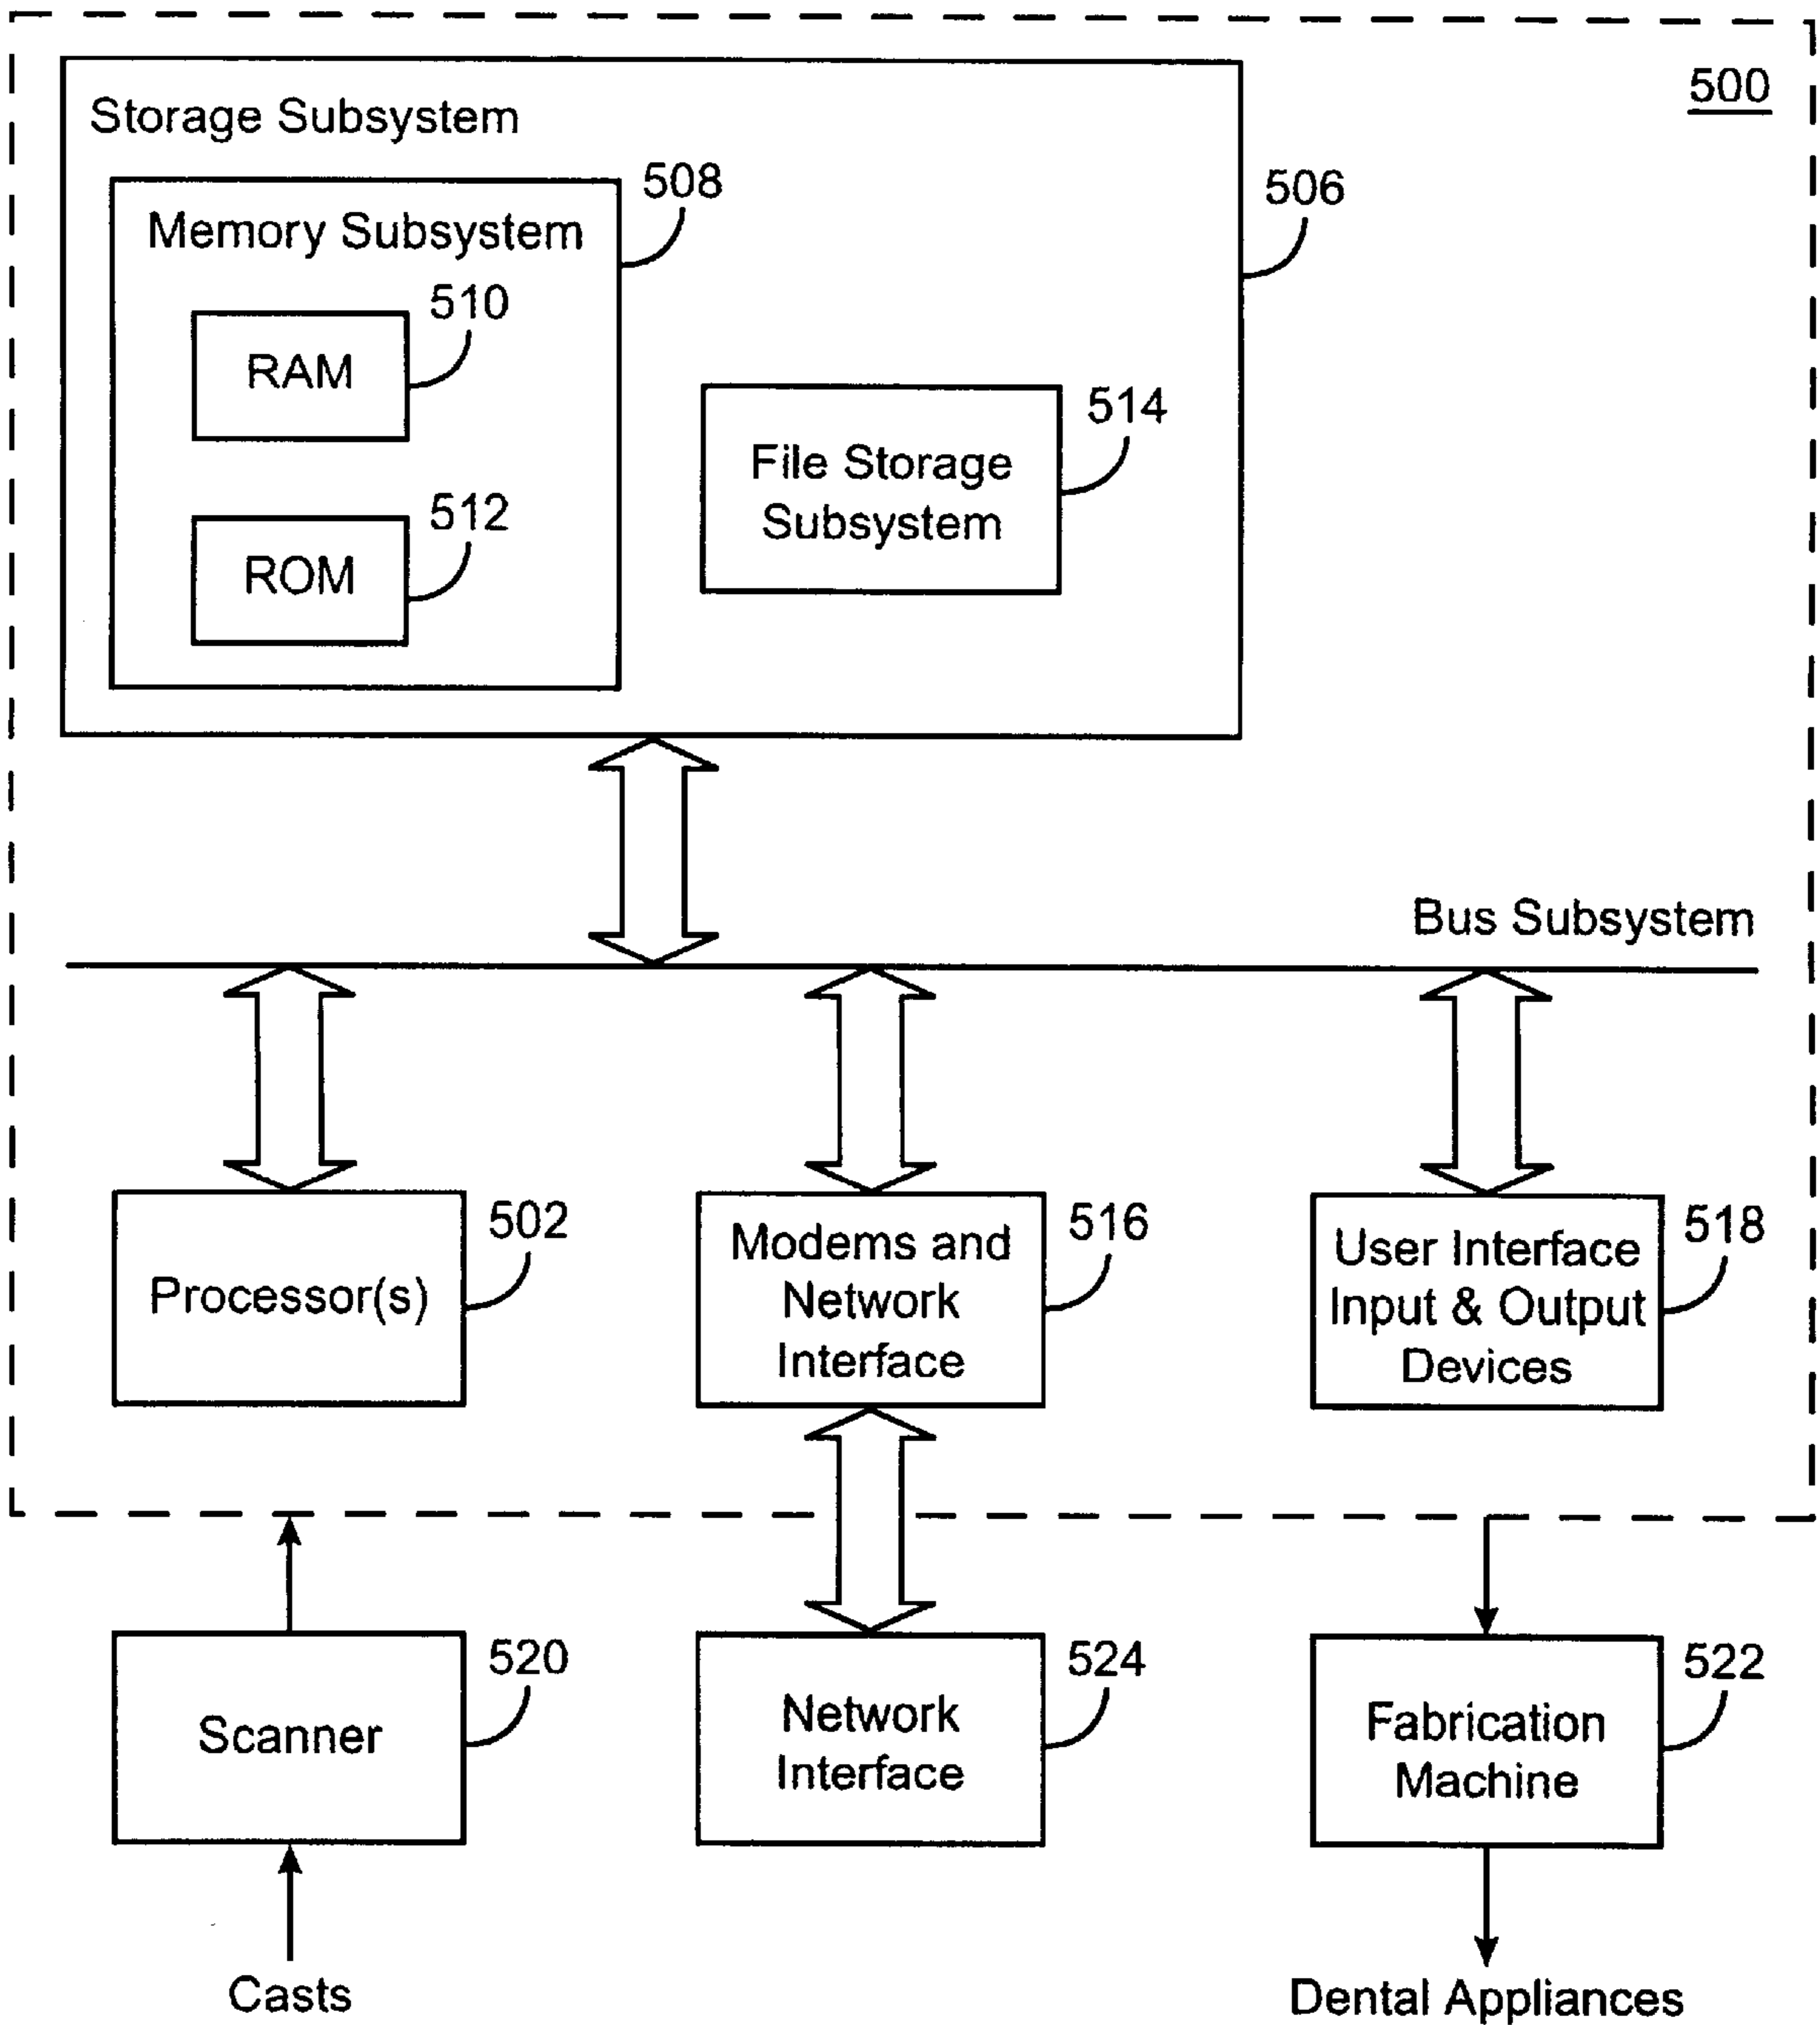 500
Storage Subsystem
508
506
Memory Subsystem
510
RAM
514
File Storage
Subsystem
512
ROM
Bus Subsystem
502
Processor(s)
516
Modems and
Network
Interface
518
User Interface
Input & Output
Devices
520
Scanner
524
Network
Interface
522
Fabrication
Machine
Casts
Dental Appliances